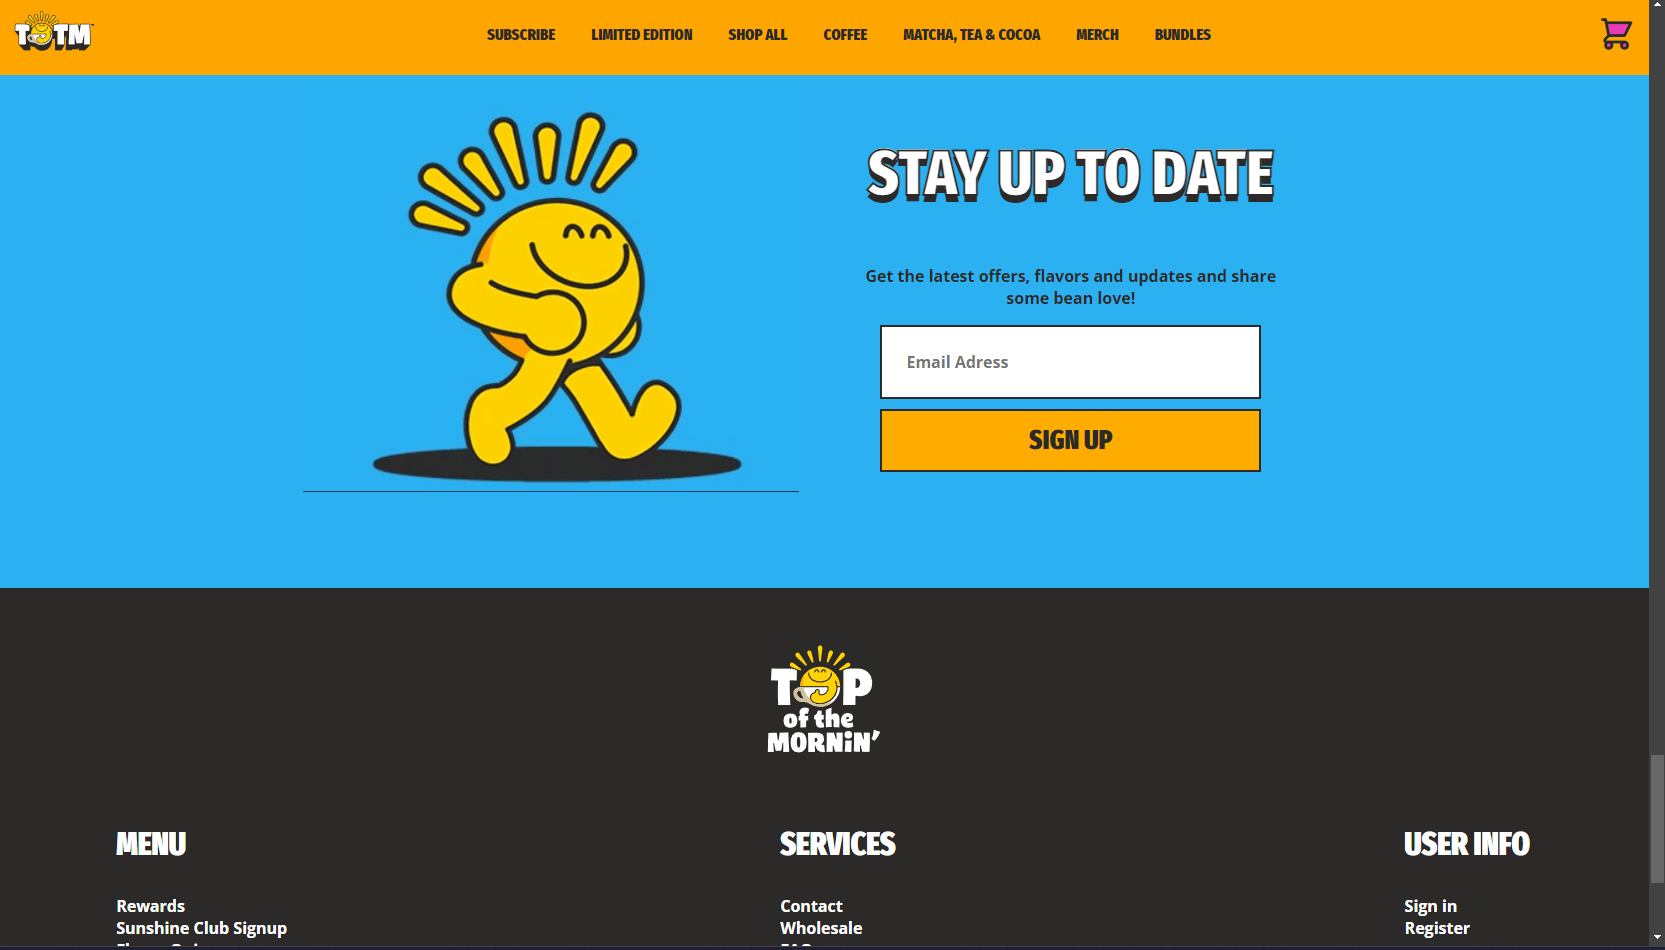 TOTM
SUBSCRIBE
LIMITED EDITION
SHOP ALL
COFFEE
MATCHA, TEA & COCOA
MERCH
BUNDLES
STAY UP TO DATE
Get the latest offers, flavors and updates and share
some bean love!
Email Adress
SIGN UP
TOP
of the
MORNiN'
MENU
Rewards
Sunshine Club Signup
SERVICES
Contact
Wholesale
USER INFO
Sign in
Register